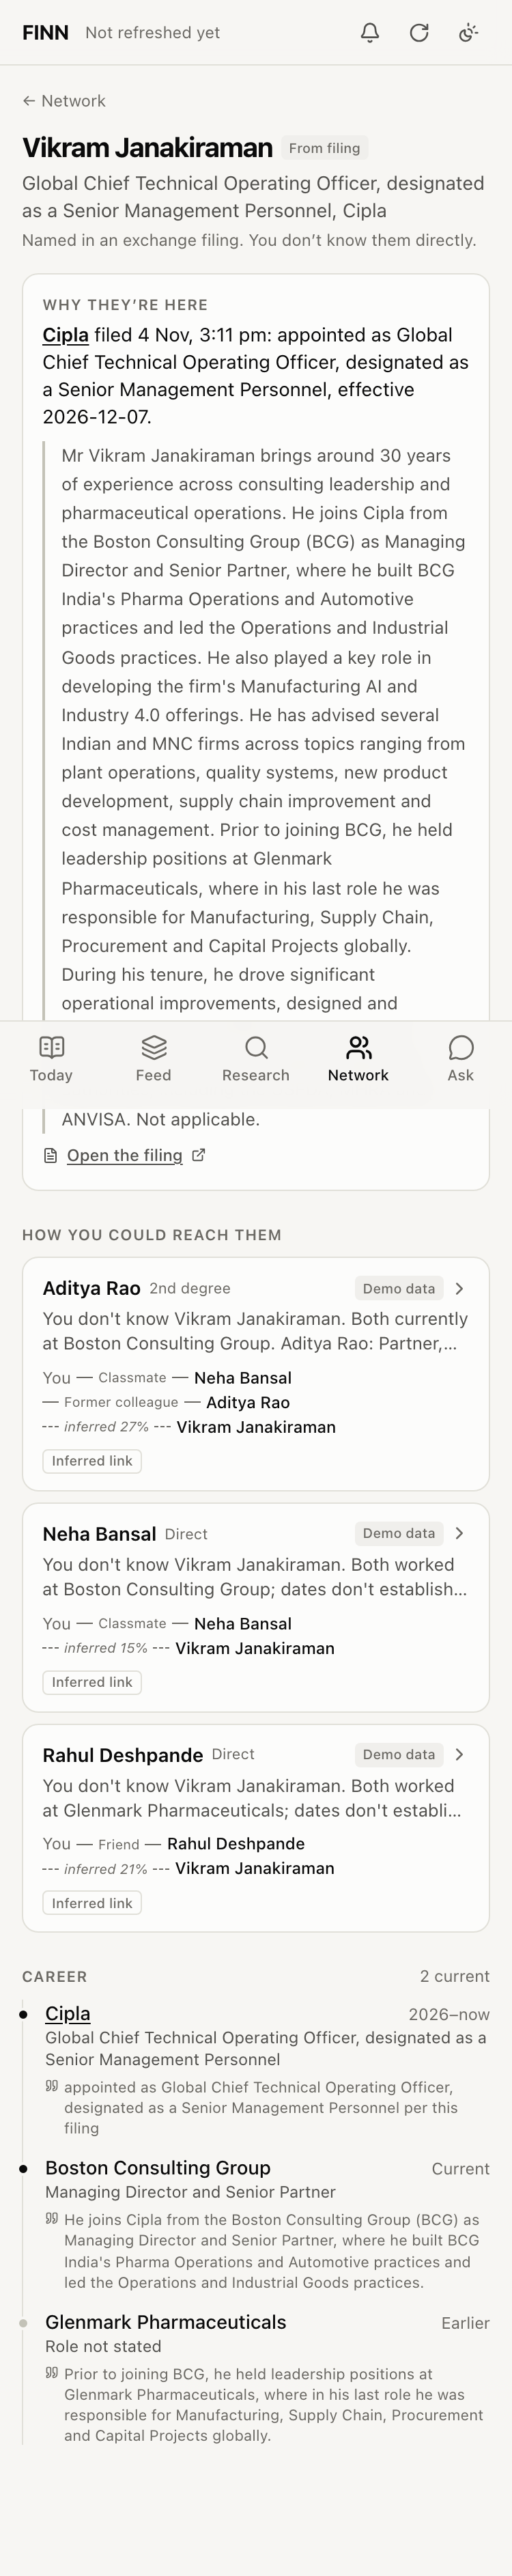 FINN Not refreshed yet
← Network
Vikram Janakiraman From filing
Global Chief Technical Operating Officer, designated
as a Senior Management Personnel, Cipla
Named in an exchange filing. You don’t know them directly.
WHY THEY’RE HERE
Cipla filed 4 Nov, 3:11 pm: appointed as Global
Chief Technical Operating Officer, designated as
a Senior Management Personnel, effective
2026-12-07.
Mr Vikram Janakiraman brings around 30 years
of experience across consulting leadership and
pharmaceutical operations. He joins Cipla from
the Boston Consulting Group (BCG) as Managing
Director and Senior Partner, where he built BCG
India's Pharma Operations and Automotive
practices and led the Operations and Industrial
Goods practices. He also played a key role in
developing the firm's Manufacturing AI and
Industry 4.0 offerings. He has advised several
Indian and MNC firms across topics ranging from
plant operations, quality systems, new product
development, supply chain improvement and
cost management. Prior to joining BCG, he held
leadership positions at Glenmark
Pharmaceuticals, where in his last role he was
responsible for Manufacturing, Supply Chain,
Procurement and Capital Projects globally.
During his tenure, he drove significant
operational improvements, designed and
Today Feed Research Network Ask
ANVISA. Not applicable.
Open the filing
HOW YOU COULD REACH THEM
Aditya Rao 2nd degree Demo data
You don't know Vikram Janakiraman. Both currently
at Boston Consulting Group. Aditya Rao: Partner,...
You — Classmate — Neha Bansal
— Former colleague — Aditya Rao
--- inferred 27% --- Vikram Janakiraman
Inferred link
Neha Bansal Direct Demo data
You don't know Vikram Janakiraman. Both worked
at Boston Consulting Group; dates don't establish...
You — Classmate — Neha Bansal
--- inferred 15% --- Vikram Janakiraman
Inferred link
Rahul Deshpande Direct Demo data
You don't know Vikram Janakiraman. Both worked
at Glenmark Pharmaceuticals; dates don't establi...
You — Friend — Rahul Deshpande
--- inferred 21% --- Vikram Janakiraman
Inferred link
CAREER 2 current
Cipla 2026–now
Global Chief Technical Operating Officer, designated as a
Senior Management Personnel
appointed as Global Chief Technical Operating Officer,
designated as a Senior Management Personnel per this
filing
Boston Consulting Group Current
Managing Director and Senior Partner
He joins Cipla from the Boston Consulting Group (BCG) as
Managing Director and Senior Partner, where he built BCG
India's Pharma Operations and Automotive practices and
led the Operations and Industrial Goods practices.
Glenmark Pharmaceuticals Earlier
Role not stated
Prior to joining BCG, he held leadership positions at
Glenmark Pharmaceuticals, where in his last role he was
responsible for Manufacturing, Supply Chain, Procurement
and Capital Projects globally.